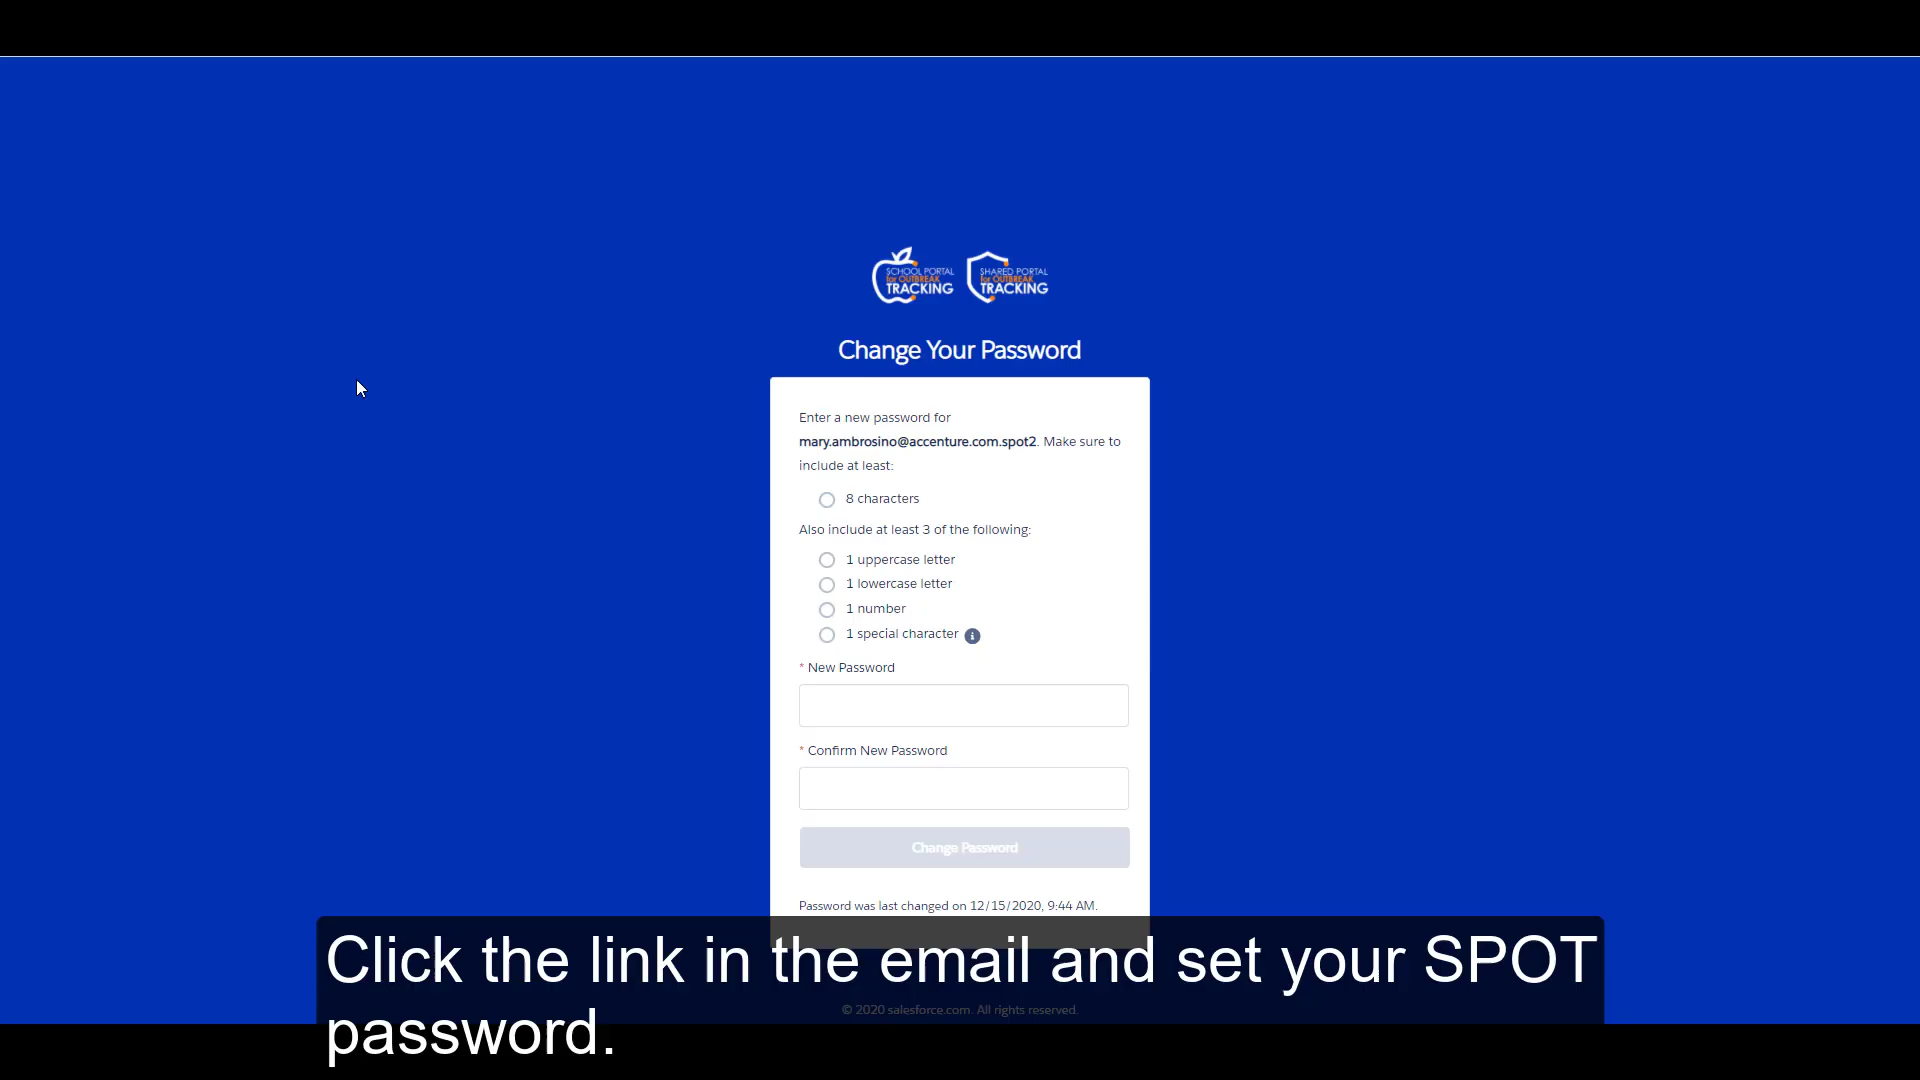 SCHOOL PORTAL
for OUTBREAK
TRACKING
SHARED PORTAL
for OUTBREAK
TRACKING
Change Your Password
Enter a new password for
mary.ambrosino@accenture.com.spot2. Make sure to
include at least:
8 characters
Also include at least 3 of the following:
1 uppercase letter
1 lowercase letter
1 number
1 special character i
* New Password
* Confirm New Password
Change Password
Password was last changed on 12/15/2020, 9:44 AM.
Click the link in the email and set your SPOT
© 2020 salesforce.com. All rights reserved.
password.